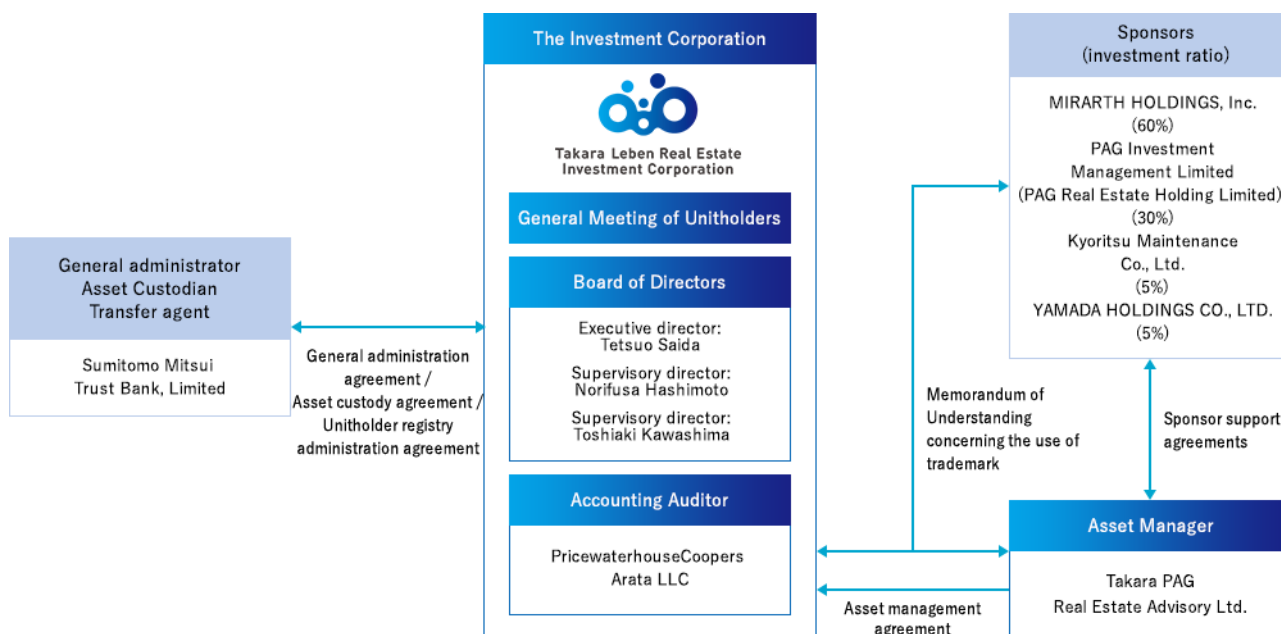 General administrator
Asset Custodian
Transfer agent
Sumitomo Mitsui
Trust Bank, Limited
General administration
agreement /
Asset custody agreement /
Unitholder registry
administration agreement
The Investment Corporation
Takara Leben Real Estate
Investment Corporation
General Meeting of Unitholders
Board of Directors
Executive director:
Tetsuo Saida
Supervisory director:
Norifusa Hashimoto
Supervisory director:
Toshiaki Kawashima
Accounting Auditor
PricewaterhouseCoopers
Arata LLC
Sponsors
(investment ratio)
MIRARTH HOLDINGS, Inc.
(60%)
PAG Investment
Management Limited
(PAG Real Estate Holding Limited)
(30%)
Kyoritsu Maintenance
Co., Ltd.
(5%)
YAMADA HOLDINGS CO., LTD.
(5%)
Memorandum of
Understanding
concerning the use of
trademark
Sponsor support
agreements
Asset Manager
Takara PAG
Real Estate Advisory Ltd.
Asset management
agreement